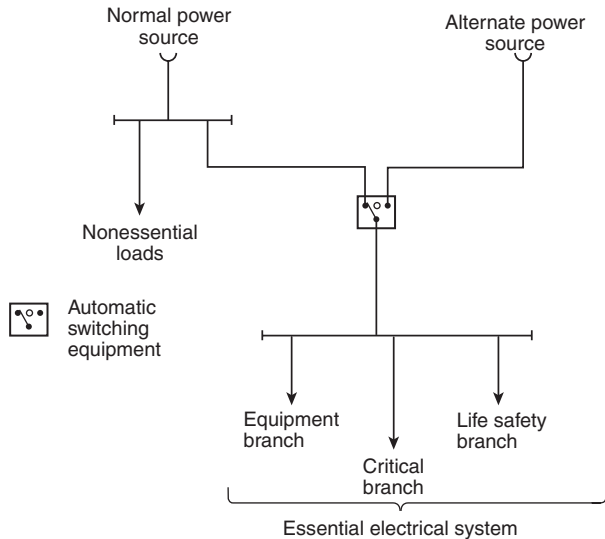 Normal power
source
Alternate power
source
Nonessential
loads
Automatic
switching
equipment
Equipment
branch
Critical
branch
Life safety
branch
Essential electrical system